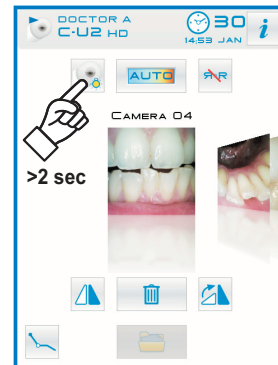 DOCTOR A
C-U2 HD
30
14:53 JAN
i
AUTO
R
CAMERA 04
>2 sec